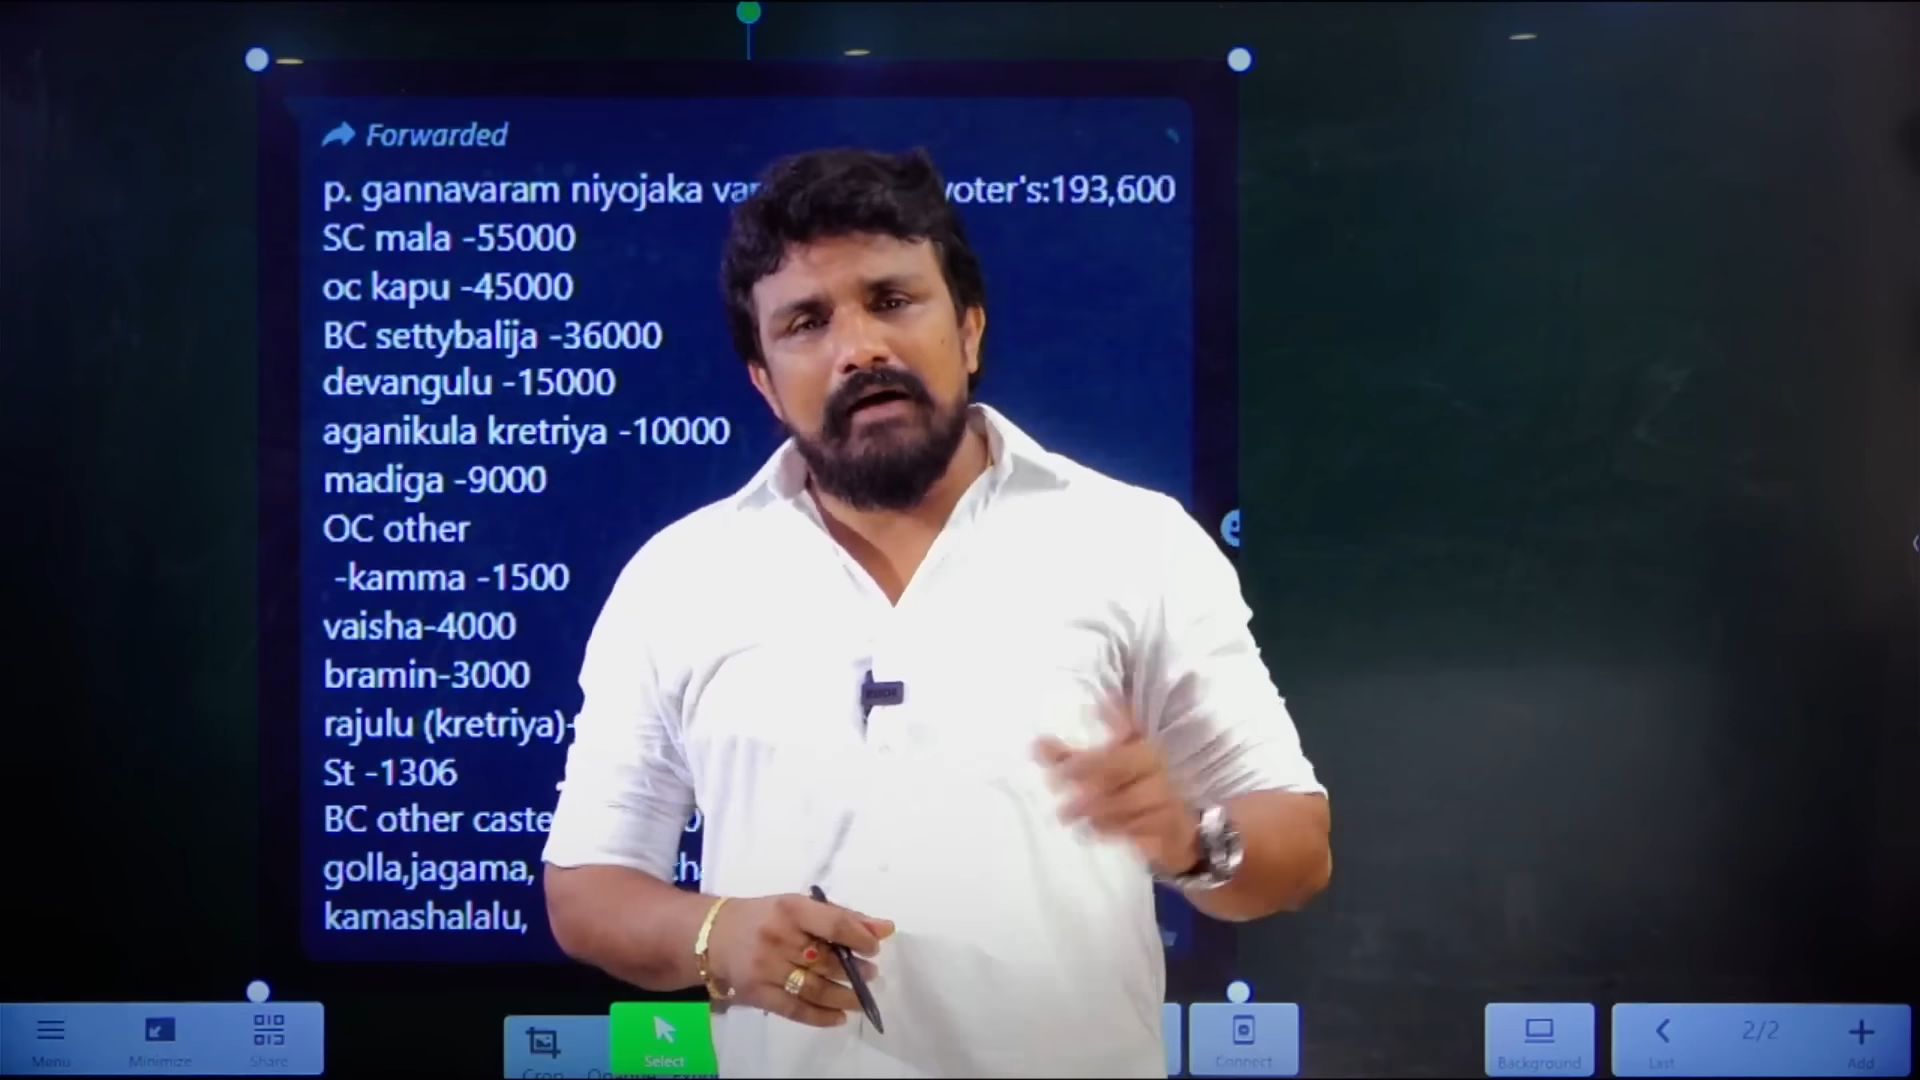 Forwarded
p. gannavaram niyojaka voter's:193,600
SC mala -55000
oc kapu -45000
BC settybalija -36000
devangulu -15000
aganikula kretriya -10000
madiga -9000
OC other
-kamma -1500
vaisha-4000
bramin-3000
rajulu (kretriya)-
St -1306
BC other caste
golla,jagama,
kamashalalu,
Menu Minimize Share Crop Select Connect Background Last 2/2 Add